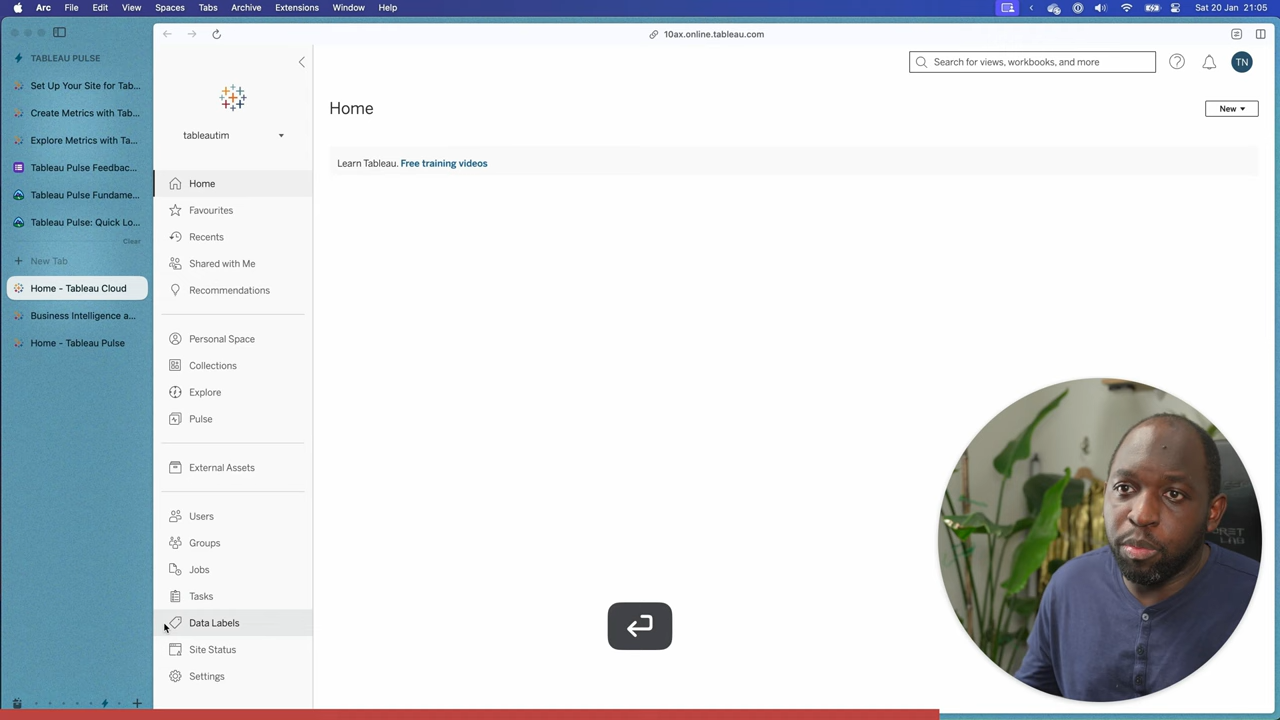 Arc File Edit View Spaces Tabs Archive Extensions Window Help Sat 20 Jan 21:05
10ax.online.tableau.com
TABLEAU PULSE
Set Up Your Site for Tab...
Create Metrics with Tab...
Explore Metrics with Ta...
Tableau Pulse Feedbac...
Tableau Pulse Fundame...
Tableau Pulse: Quick Lo...
Clear
New Tab
Home - Tableau Cloud
Business Intelligence a...
Home - Tableau Pulse
tableautim
Home
Favourites
Recents
Shared with Me
Recommendations
Personal Space
Collections
Explore
Pulse
External Assets
Users
Groups
Jobs
Tasks
Data Labels
Site Status
Settings
Search for views, workbooks, and more
TN
Home
New
Learn Tableau. Free training videos